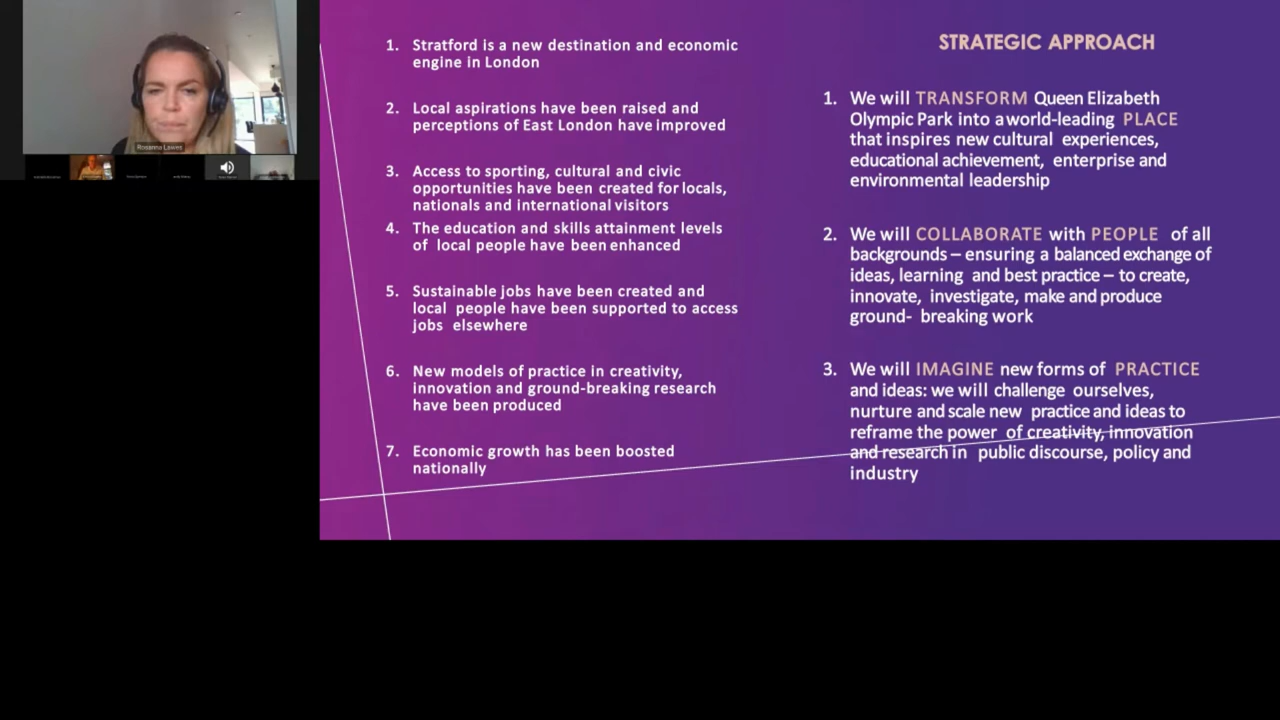 Rosanna Lawes
1. Stratford is a new destination and economic
engine in London
2. Local aspirations have been raised and
perceptions of East London have improved
3. Access to sporting, cultural and civic
opportunities have been created for locals,
nationals and international visitors
4. The education and skills attainment levels
of local people have been enhanced
5. Sustainable jobs have been created and
local people have been supported to access
jobs elsewhere
6. New models of practice in creativity,
innovation and ground-breaking research
have been produced
7. Economic growth has been boosted
nationally
STRATEGIC APPROACH
1. We will TRANSFORM Queen Elizabeth
Olympic Park into a world-leading PLACE
that inspires new cultural experiences,
educational achievement, enterprise and
environmental leadership
2. We will COLLABORATE with PEOPLE of all
backgrounds – ensuring a balanced exchange of
ideas, learning and best practice – to create,
innovate, investigate, make and produce
ground- breaking work
3. We will IMAGINE new forms of PRACTICE
and ideas: we will challenge ourselves,
nurture and scale new practice and ideas to
reframe the power of creativity, innovation
and research in public discourse, policy and
industry